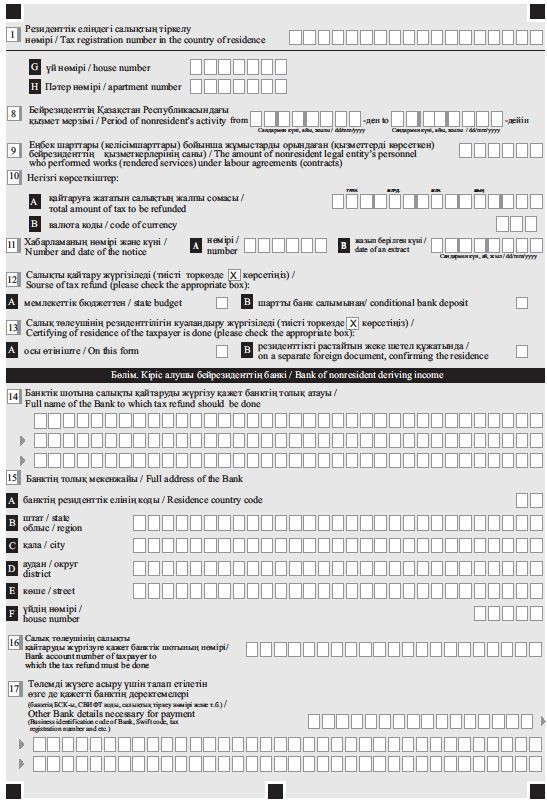 1 Резиденттік еліндегі салықтың тіркелу
нөмірі / Tax registration number in the country of residence
G үй нөмірі / house number
H Пәтер нөмірі / apartment number
8 Бейрезиденттің Қазақстан Республикасындағы
қызмет мерзімі / Period of nonresident's activity from -ден to -дейін
Сандармен күні, айы, жылы / dd/mm/yyyy Сандармен күні, айы, жылы / dd/mm/yyyy
9 Еңбек шарттары (келісімшарттары) бойынша жұмыстарды орындаған (қызметтерді көрсеткен)
бейрезиденттің қызметкерлерінің саны) / The amount of nonresident legal entity's personnel
who performed works (rendered services) under labour agreements (contracts)
10 Негізгі көрсеткіштер:
A қайтаруға жататын салықтың жалпы сомасы /
total amount of tax to be refunded
B валюта коды / code of currency
11 Хабарламаның нөмірі және күні /
Number and date of the notice
A нөмірі /
number
B жазып берілген күні /
date of an extract
Сандармен күні, ай, жыл / dd/mm/yyyy
12 Салықты қайтару жүргізіледі (тиісті торкөзде X көрсетіңіз) /
Sourse of tax refund (please check the appropriate box):
A мемлекеттік бюджеттен / state budget
B шартты банк салымынан/ conditional bank deposit
13 Салық төлеушінің резиденттілігін куәландыру жүргізіледі (тиісті торкөзде X көрсетіңіз) /
Certifying of residence of the taxpayer is done (please check the appropriate box):
A осы өтініште / On this form
B резиденттікті растайтын жеке шетел құжатында /
on a separate foreign document, confirming the residence
Бөлім. Кіріс алушы бейрезиденттің банкі / Bank of nonresident deriving income
14 Банктік шотына салықты қайтаруды жүргізу қажет банктің толық атауы /
Full name of the Bank to which tax refund should be done
15 Банктің толық мекенжайы / Full address of the Bank
A банктің резиденттік елінің коды / Residence country code
B штат / state
облыс / region
C қала / city
D аудан / округ
district
E көше / street
F үйдің нөмірі /
house number
16 Салық төлеушінің салықты
қайтаруды жүргізуге қажет банктік шотының нөмірі/
Bank account number of taxpayer to
which the tax refund must be done
17 Төлемді жүзеге асыру үшін талап етілетін
өзге де қажетті банктің деректемелері
(банктің БСК-ы, СВИФТ коды, салықтық тіркеу нөмірі және т.б.) /
Other Bank details necessary for payment
(Business identification code of Bank, Swift code, tax
registration number and etc.)